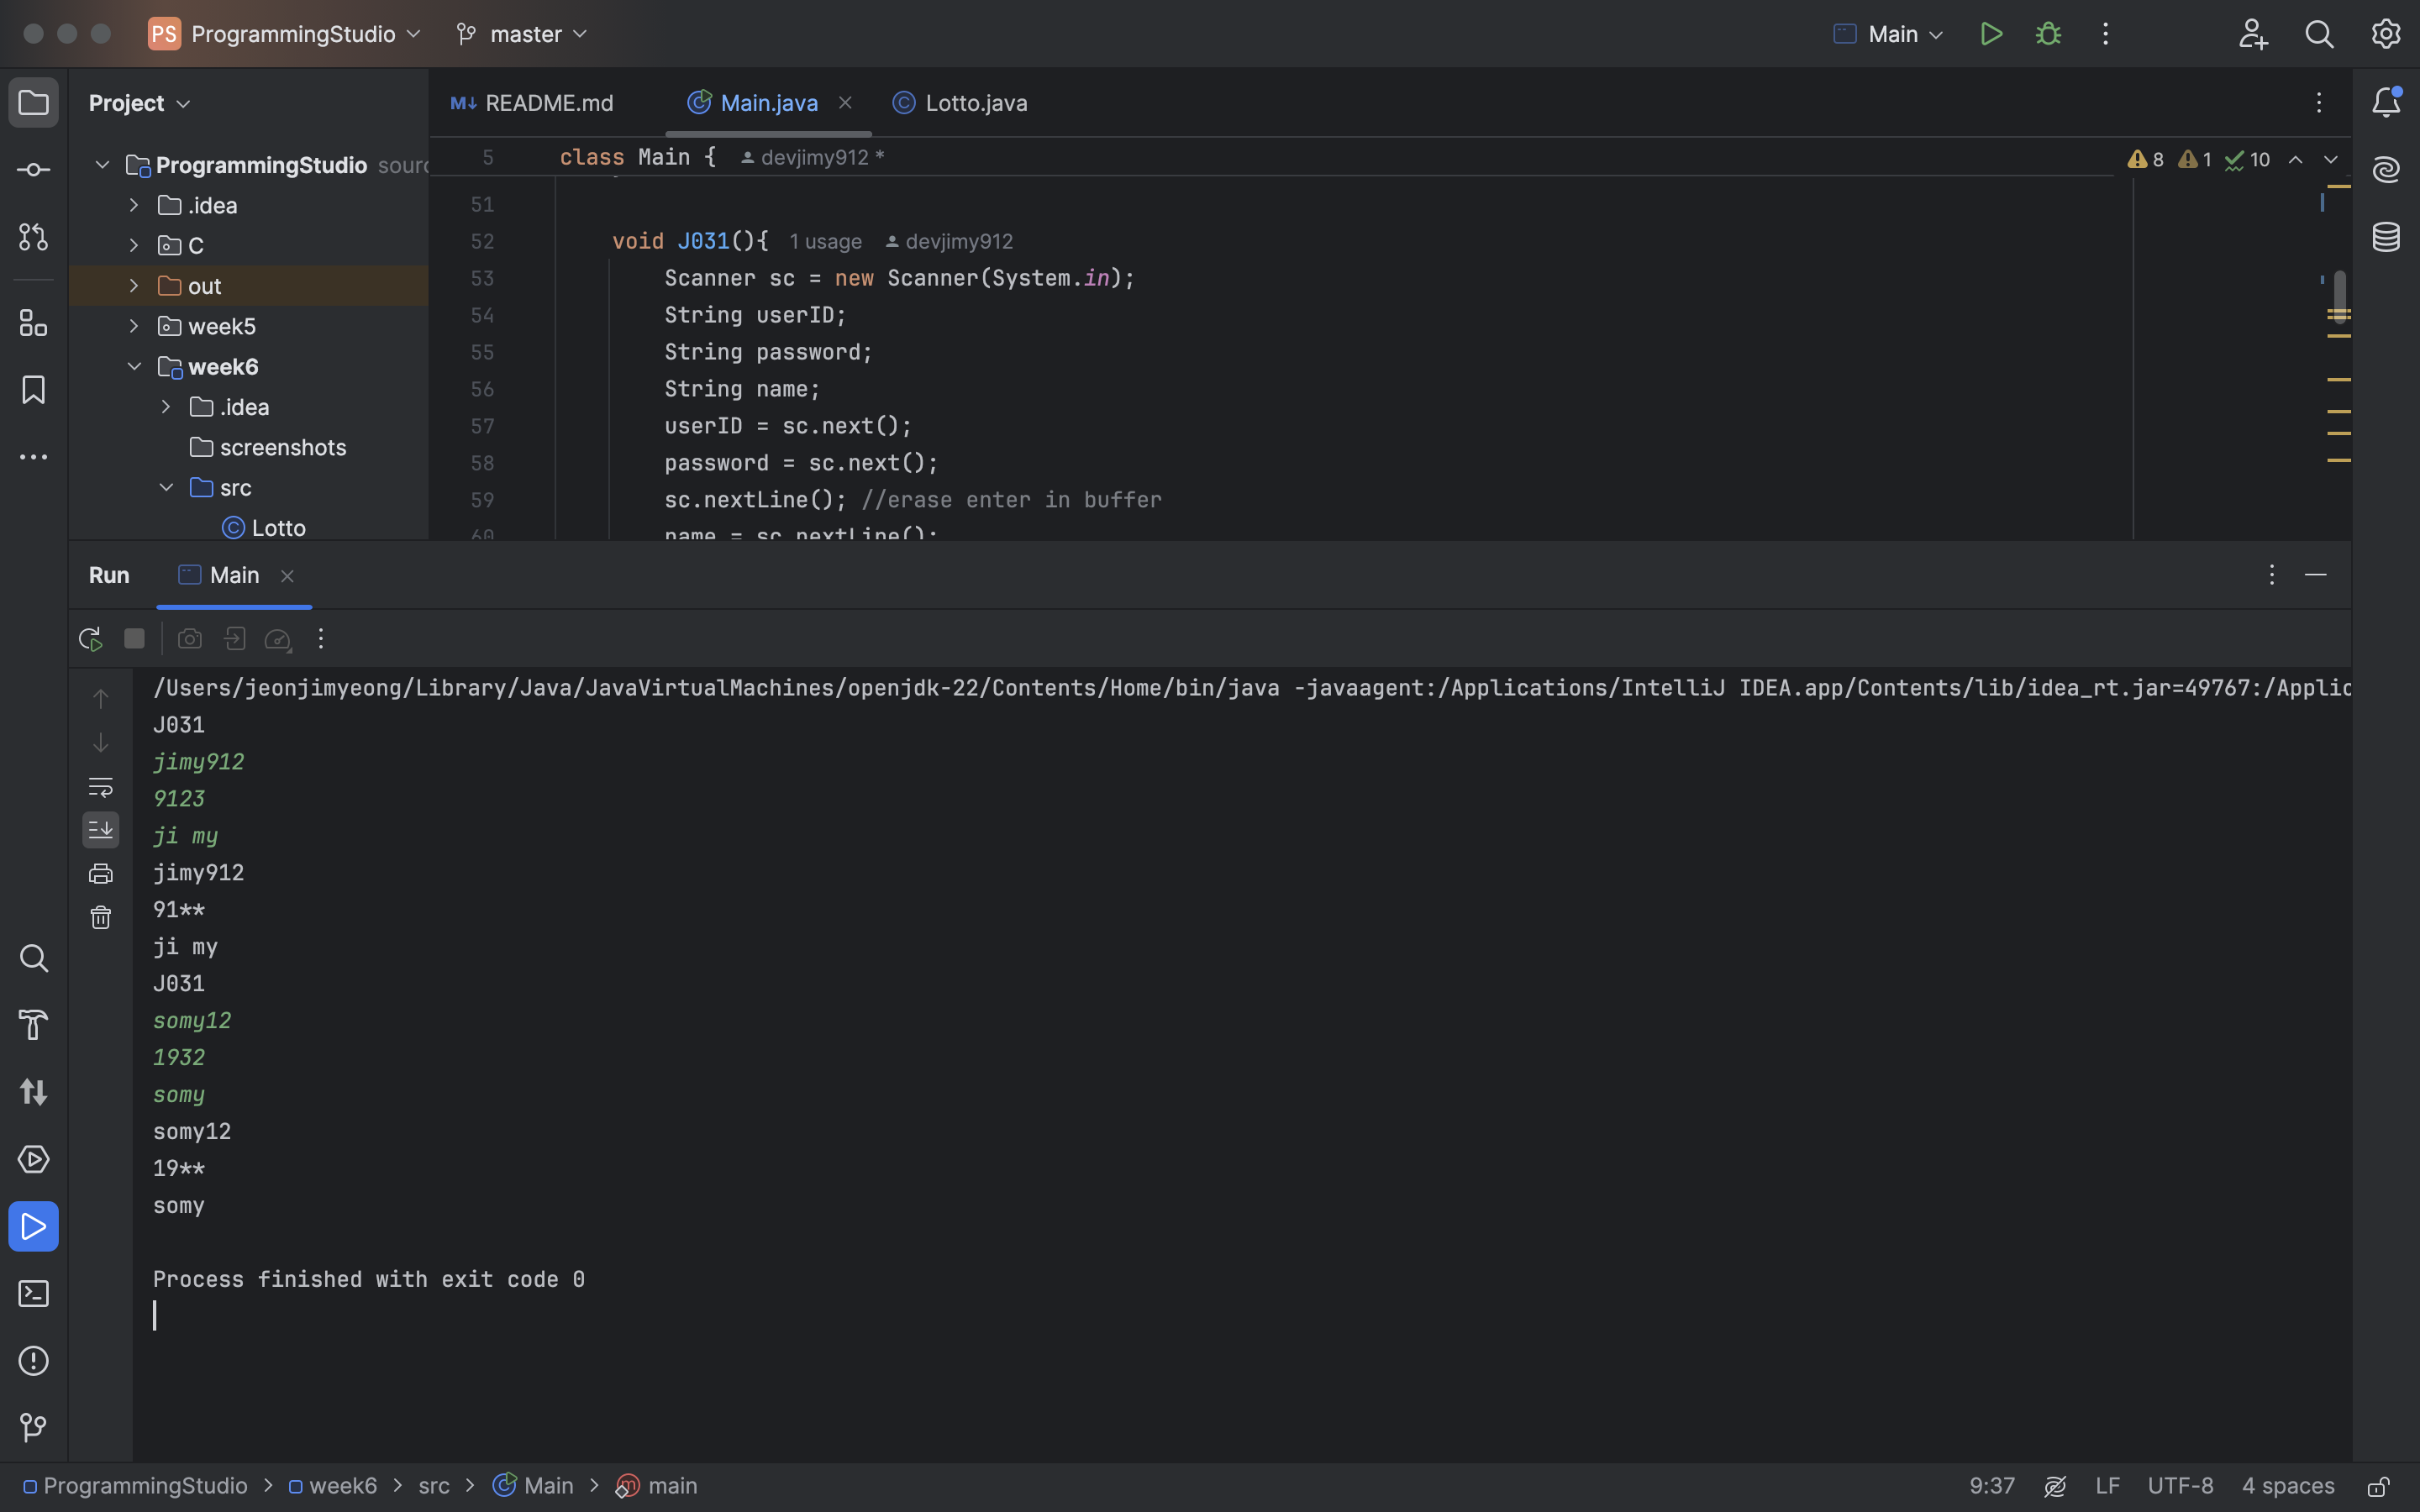 PS ProgrammingStudio master Main
Project
README.md Main.java Lotto.java
ProgrammingStudio sourc
5 class Main { devjimy912 *
8 1 10
.idea
C
out
week5
week6
.idea
screenshots
src
Lotto
51
52 void J031(){ 1 usage devjimy912
53 Scanner sc = new Scanner(System.in);
54 String userID;
55 String password;
56 String name;
57 userID = sc.next();
58 password = sc.next();
59 sc.nextLine(); //erase enter in buffer
60 name = sc.nextLine();
Run Main
/Users/jeonjimyeong/Library/Java/JavaVirtualMachines/openjdk-22/Contents/Home/bin/java -javaagent:/Applications/IntelliJ IDEA.app/Contents/lib/idea_rt.jar=49767:/Applic
J031
jimy912
9123
ji my
jimy912
91**
ji my
J031
somy12
1932
somy
somy12
19**
somy
Process finished with exit code 0
ProgrammingStudio > week6 > src > Main > main
9:37 LF UTF-8 4 spaces